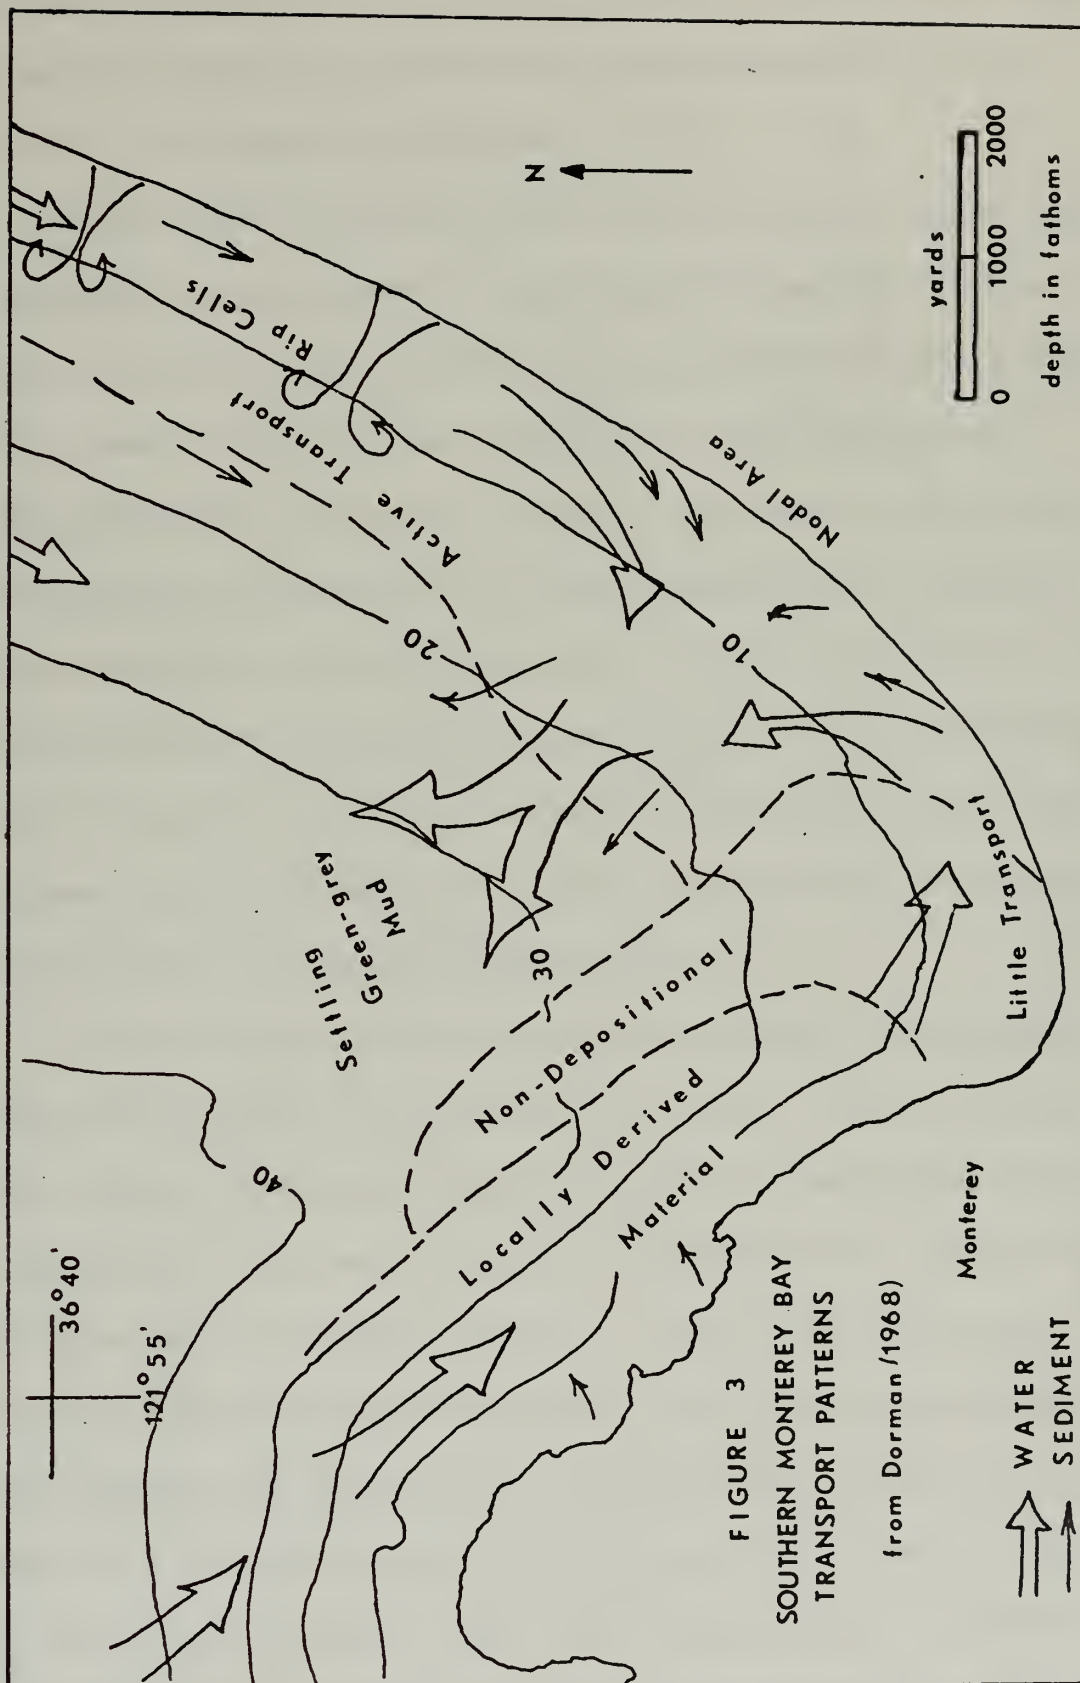 36°40'
121°55'
40
Settling
Green-grey
Mud
30
20
10
Active Transport
Rip Cells
Nodal Area
Non-Depositional
Locally Derived
Material
Little Transport
Monterey
N
yards
0 1000 2000
depth in fathoms
FIGURE 3
SOUTHERN MONTEREY BAY
TRANSPORT PATTERNS
from Dorman (1968)
WATER
SEDIMENT